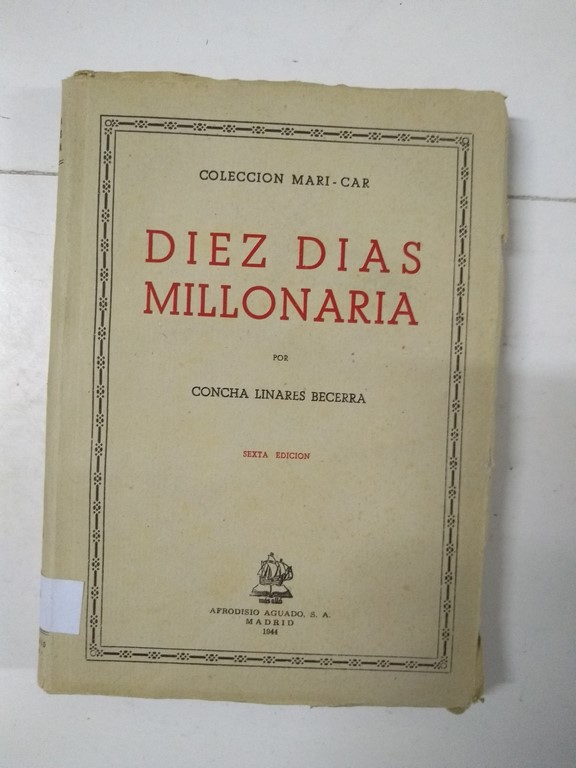 COLECCION MARI-CAR
DIEZ DIAS
MILLONARIA
POR
CONCHA LINARES BECERRA
SEXTA EDICION
AFRODISIO AGUADO, S. A.
MADRID
1944